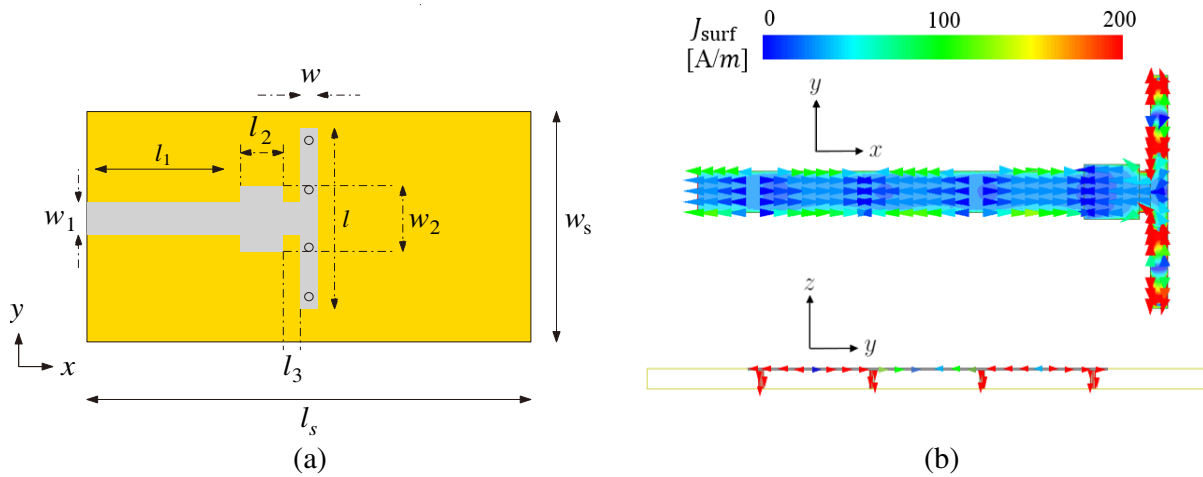 w
l₂
l₁
w₁
l
w₂
wₛ
y
x
l₃
lₛ
(a)
Jsurf
[A/m]
0 100 200
y
x
z
y
(b)